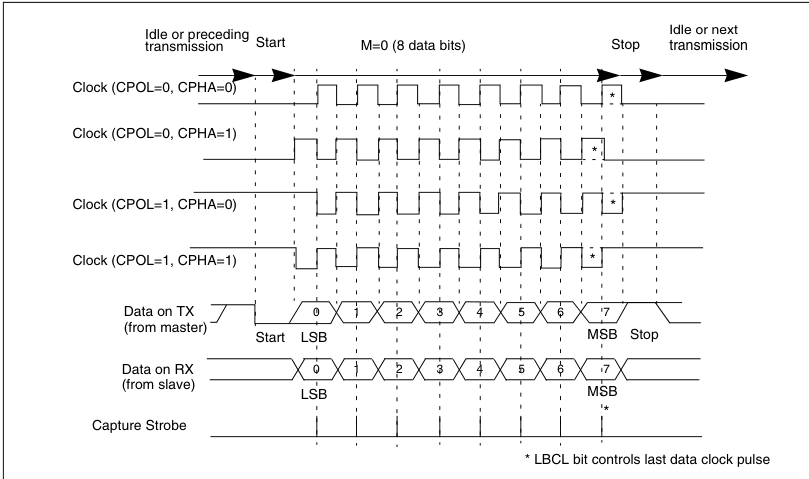 Idle or preceding
transmission
Start
M=0 (8 data bits)
Stop
Idle or next
transmission
Clock (CPOL=0, CPHA=0)
*
Clock (CPOL=0, CPHA=1)
*
Clock (CPOL=1, CPHA=0)
*
Clock (CPOL=1, CPHA=1)
*
Data on TX
(from master)
0 1 2 3 4 5 6 7
Start
LSB
MSB
Stop
Data on RX
(from slave)
0 1 2 3 4 5 6 7
LSB
MSB
*
Capture Strobe
* LBCL bit controls last data clock pulse